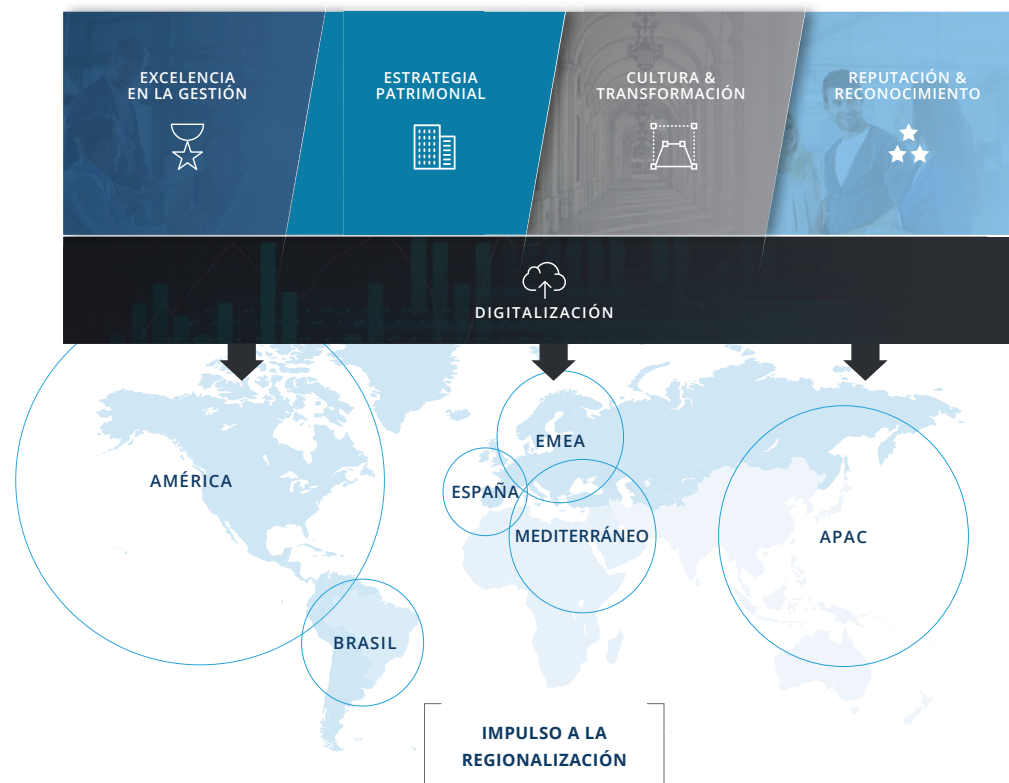 EXCELENCIA
EN LA GESTIÓN
ESTRATEGIA
PATRIMONIAL
CULTURA &
TRANSFORMACIÓN
REPUTACIÓN &
RECONOCIMIENTO
DIGITALIZACIÓN
EMEA
AMÉRICA
ESPAÑA
MEDITERRÁNEO
APAC
BRASIL
IMPULSO A LA
REGIONALIZACIÓN